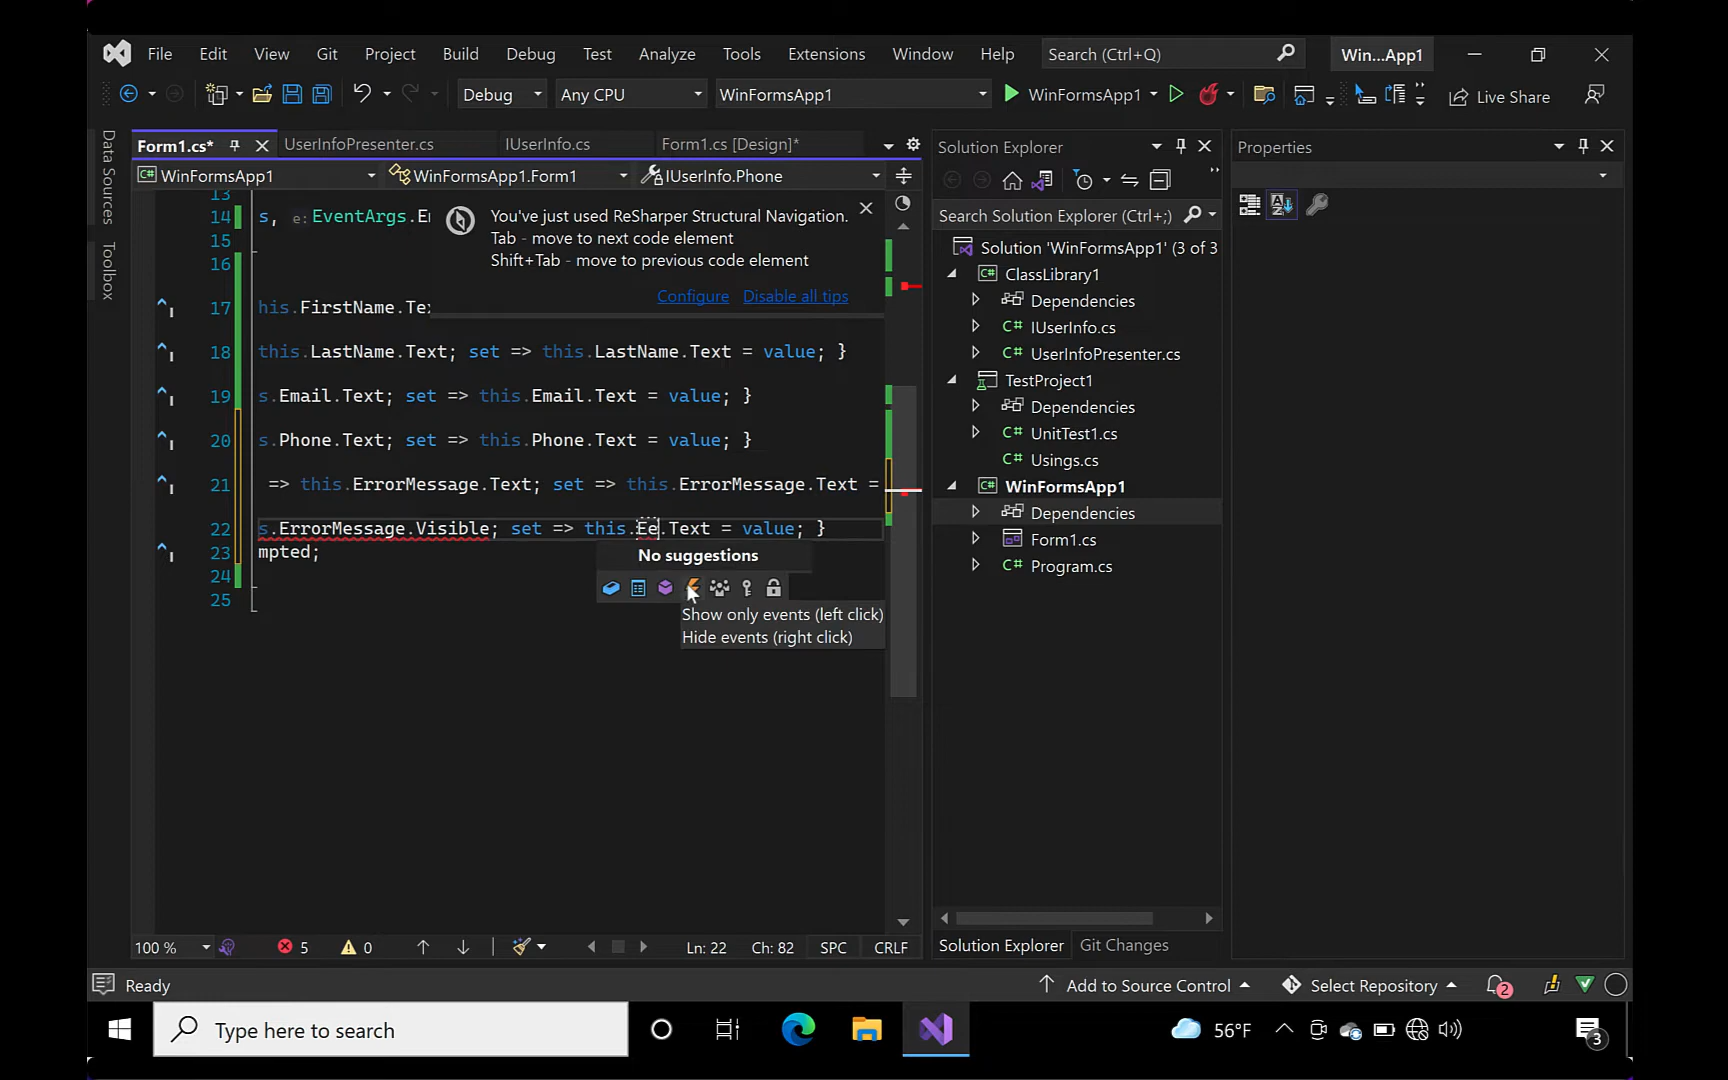 File Edit View Git Project Build Debug Test Analyze Tools Extensions Window Help Search (Ctrl+Q) Win...App1
Debug Any CPU WinFormsApp1 WinFormsApp1 Live Share
Data Sources
Toolbox
Form1.cs* UserInfoPresenter.cs IUserInfo.cs Form1.cs [Design]*
WinFormsApp1 WinFormsApp1.Form1 IUserInfo.Phone
13
14 s, e: EventArgs.Em
15
16
17 his.FirstName.Tex
18 this.LastName.Text; set => this.LastName.Text = value; }
19 s.Email.Text; set => this.Email.Text = value; }
20 s.Phone.Text; set => this.Phone.Text = value; }
21 => this.ErrorMessage.Text; set => this.ErrorMessage.Text =
22 s.ErrorMessage.Visible; set => this.Ee.Text = value; }
23 mpted;
24
25
You've just used ReSharper Structural Navigation.
Tab - move to next code element
Shift+Tab - move to previous code element
Configure Disable all tips
No suggestions
Show only events (left click)
Hide events (right click)
100 % 5 0 Ln: 22 Ch: 82 SPC CRLF
Solution Explorer
Search Solution Explorer (Ctrl+;)
Solution 'WinFormsApp1' (3 of 3
C# ClassLibrary1
Dependencies
C# IUserInfo.cs
C# UserInfoPresenter.cs
TestProject1
Dependencies
C# UnitTest1.cs
C# Usings.cs
C# WinFormsApp1
Dependencies
Form1.cs
C# Program.cs
Solution Explorer Git Changes
Properties
Ready Add to Source Control Select Repository 2
Type here to search 56°F 3